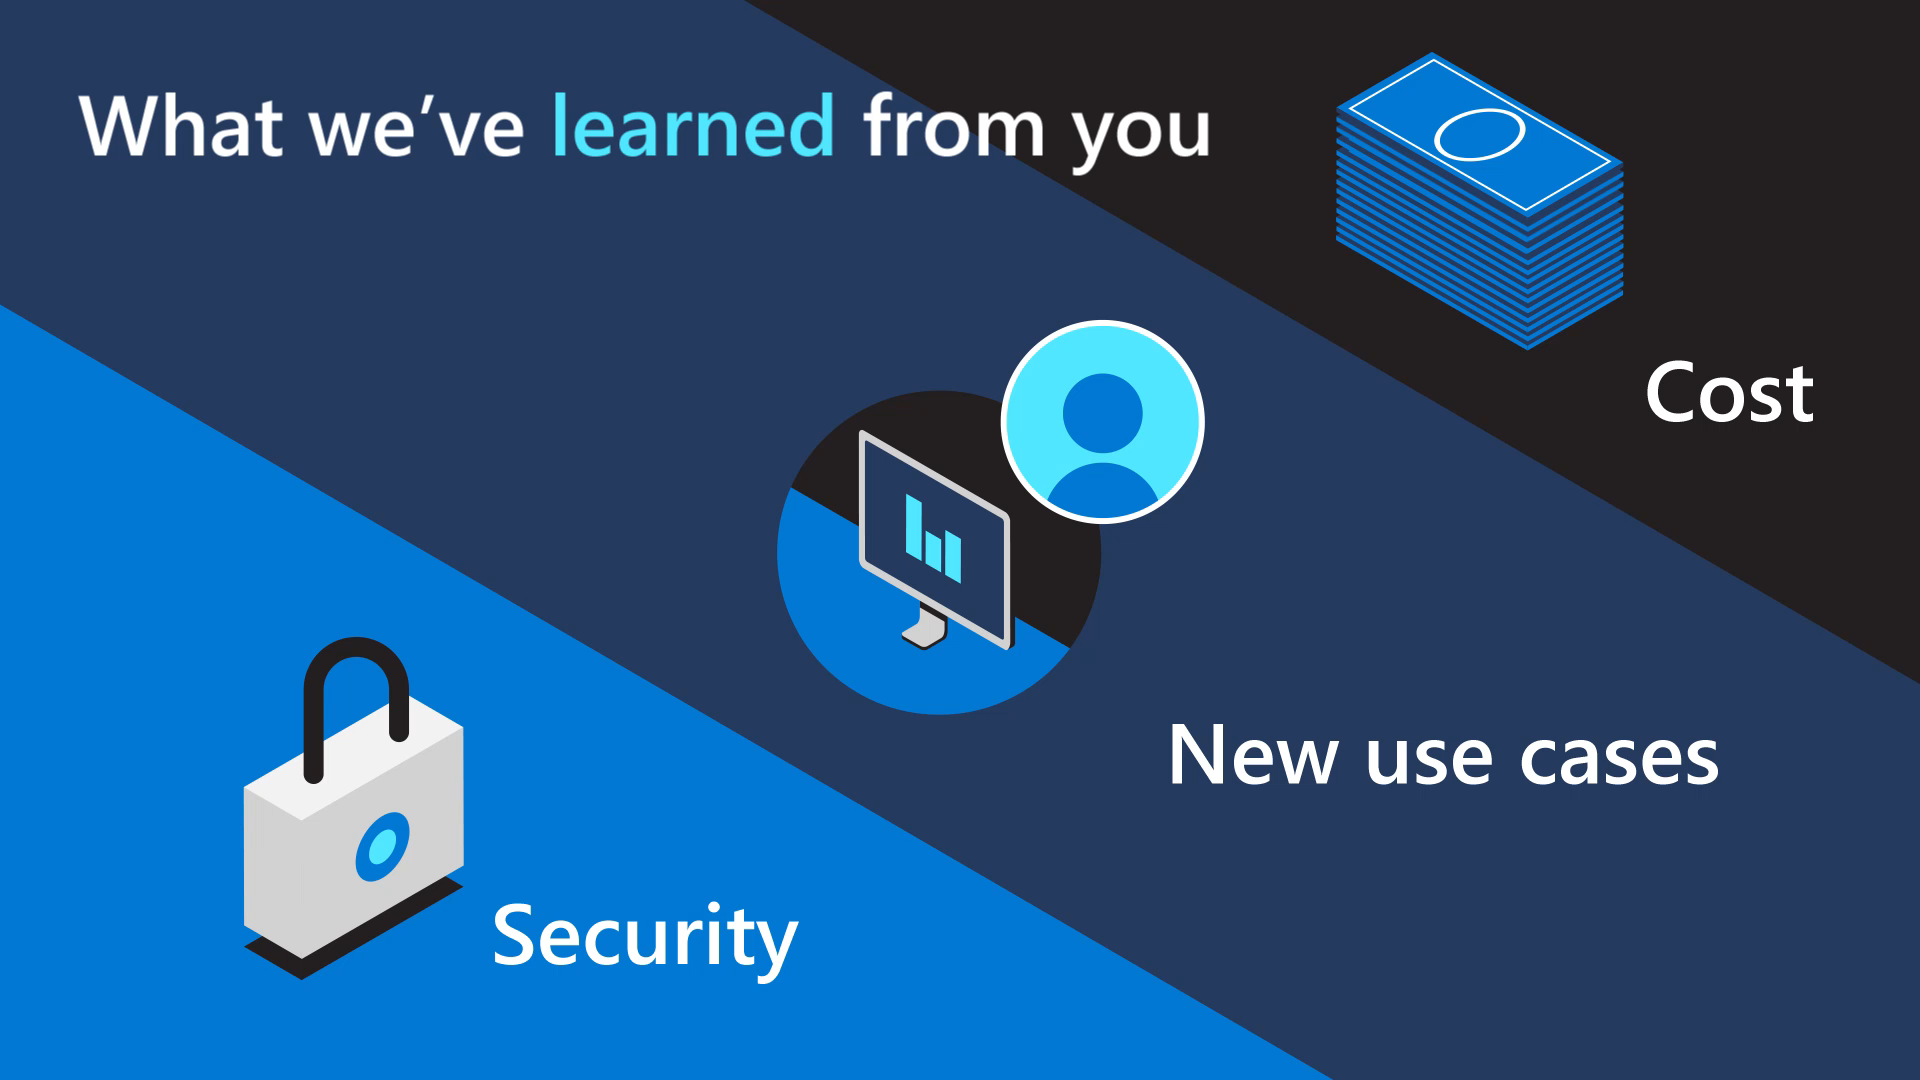 What we’ve learned from you
Cost
New use cases
Security